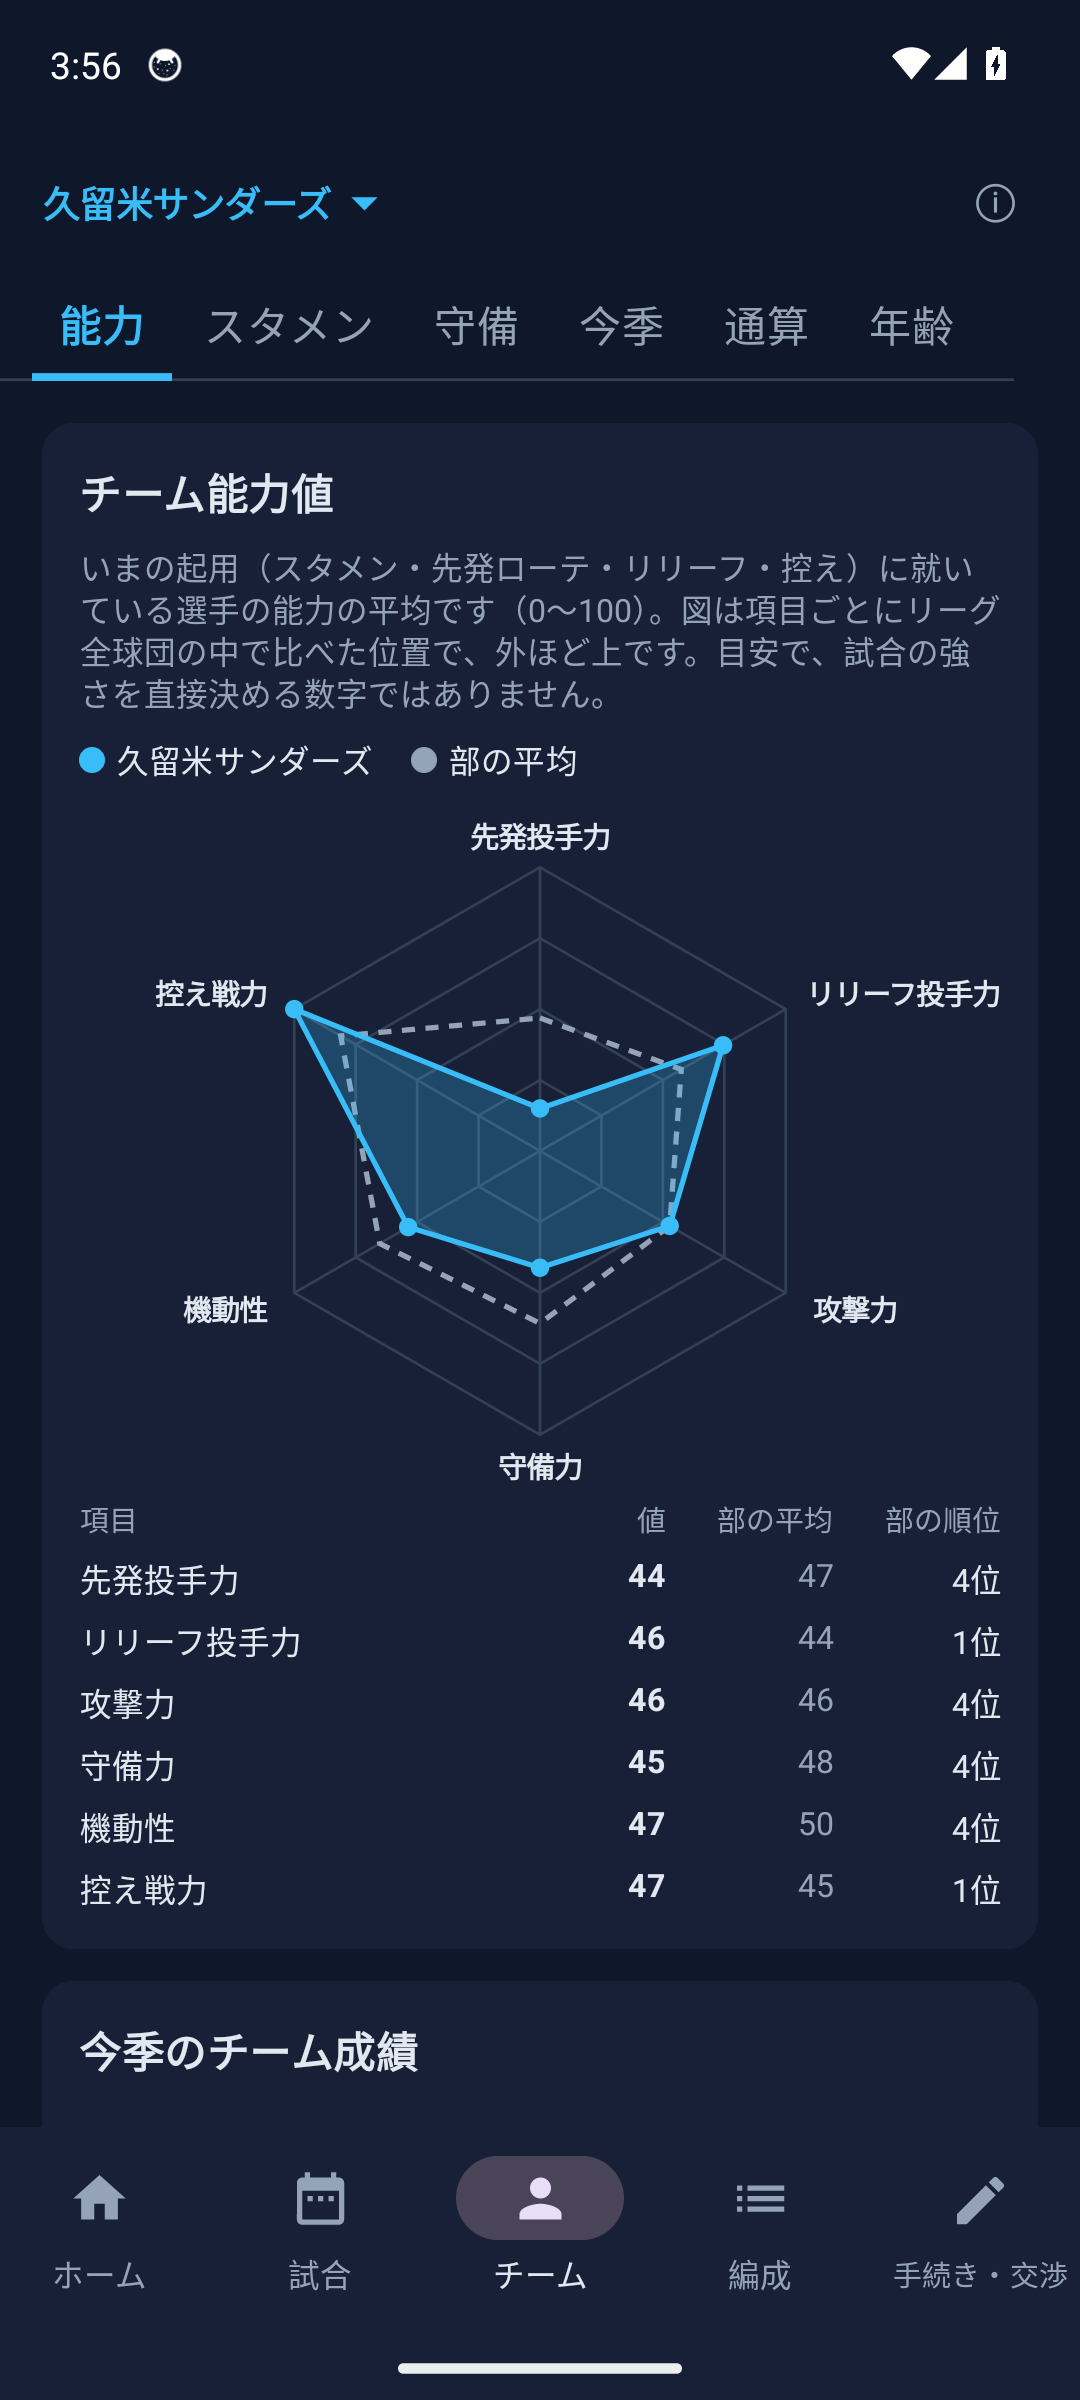 3:56
久留米サンダーズ
能力 スタメン 守備 今季 通算 年齢
チーム能力値
いまの起用（スタメン・先発ローテ・リリーフ・控え）に就い
ている選手の能力の平均です（0〜100）。図は項目ごとにリーグ
全球団の中で比べた位置で、外ほど上です。目安で、試合の強
さを直接決める数字ではありません。
久留米サンダーズ 部の平均
先発投手力
控え戦力 リリーフ投手力
機動性 攻撃力
守備力
項目 値 部の平均 部の順位
先発投手力 44 47 4位
リリーフ投手力 46 44 1位
攻撃力 46 46 4位
守備力 45 48 4位
機動性 47 50 4位
控え戦力 47 45 1位
今季のチーム成績
ホーム 試合 チーム 編成 手続き・交渉